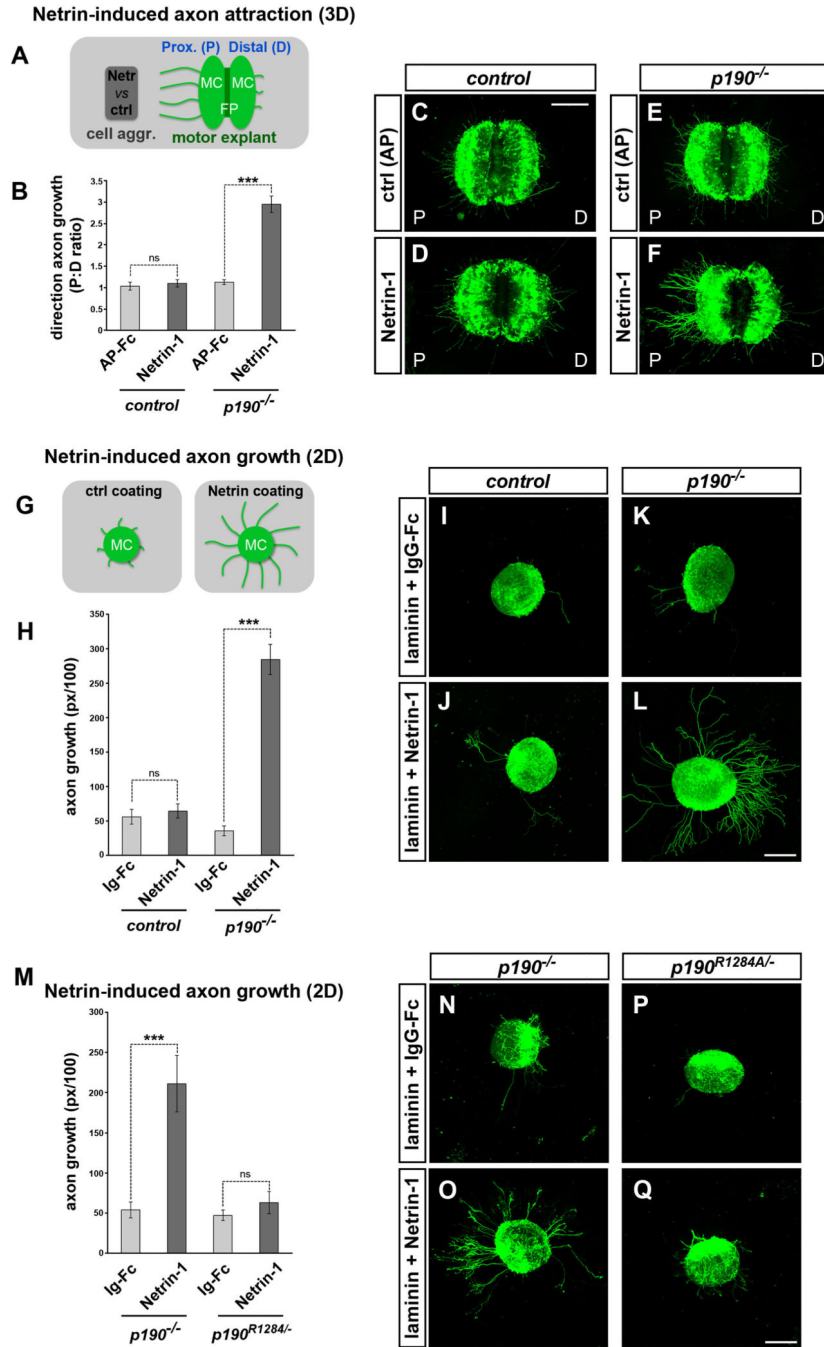 Netrin-induced axon attraction (3D)
A
Prox. (P) Distal (D)
Netr
vs
ctrl
MC MC
FP
cell aggr. motor explant
B
direction axon growth
(P:D ratio)
3.5
3
2.5
2
1.5
1
0.5
0
ns
***
AP-Fc
Netrin-1
AP-Fc
Netrin-1
control
p190-/-
control
p190-/-
ctrl (AP)
Netrin-1
C
P D
E
P D
D
P D
F
P D
Netrin-induced axon growth (2D)
G
ctrl coating
MC
Netrin coating
MC
H
axon growth (px/100)
350
300
250
200
150
100
50
0
ns
***
Ig-Fc
Netrin-1
Ig-Fc
Netrin-1
control
p190-/-
control
p190-/-
laminin + IgG-Fc
laminin + Netrin-1
I
K
J
L
M
Netrin-induced axon growth (2D)
axon growth (px/100)
300
250
200
150
100
50
0
***
ns
Ig-Fc
Netrin-1
Ig-Fc
Netrin-1
p190-/-
p190R1284/-
p190-/-
p190R1284A/-
laminin + IgG-Fc
laminin + Netrin-1
N
P
O
Q